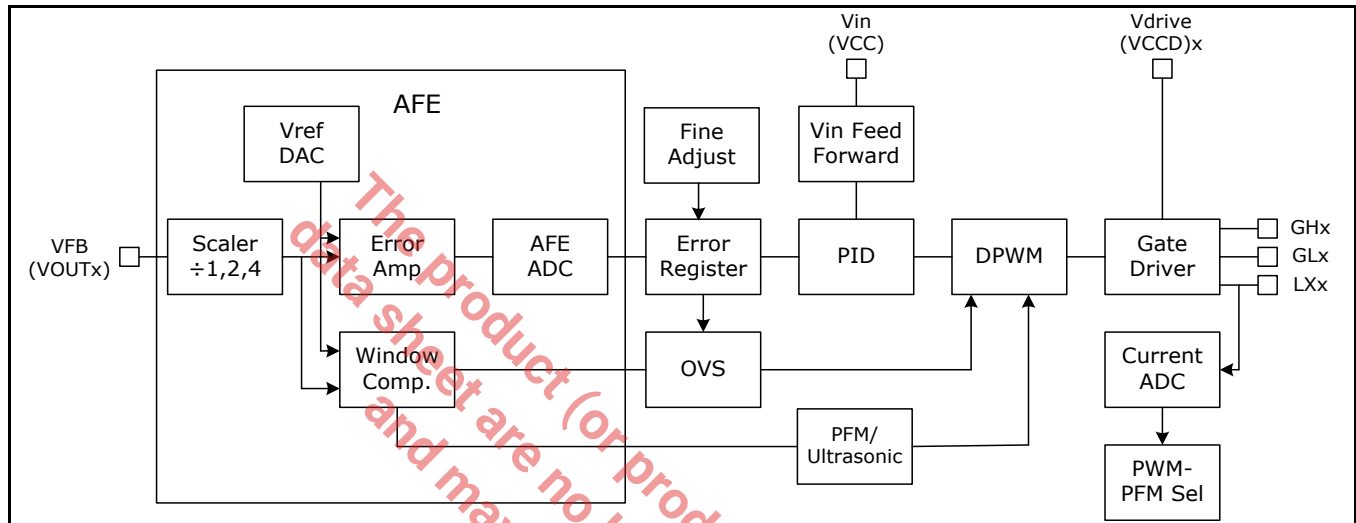 Vin
(VCC)
Vdrive
(VCCD)x
AFE
Vref
DAC
Fine
Adjust
Vin Feed
Forward
VFB
(VOUTx)
Scaler
÷1,2,4
Error
Amp
AFE
ADC
Error
Register
PID
DPWM
Gate
Driver
GHx
GLx
LXx
Window
Comp.
OVS
Current
ADC
PFM/
Ultrasonic
PWM-
PFM Sel
The product (or prod
data sheet are no
and ma